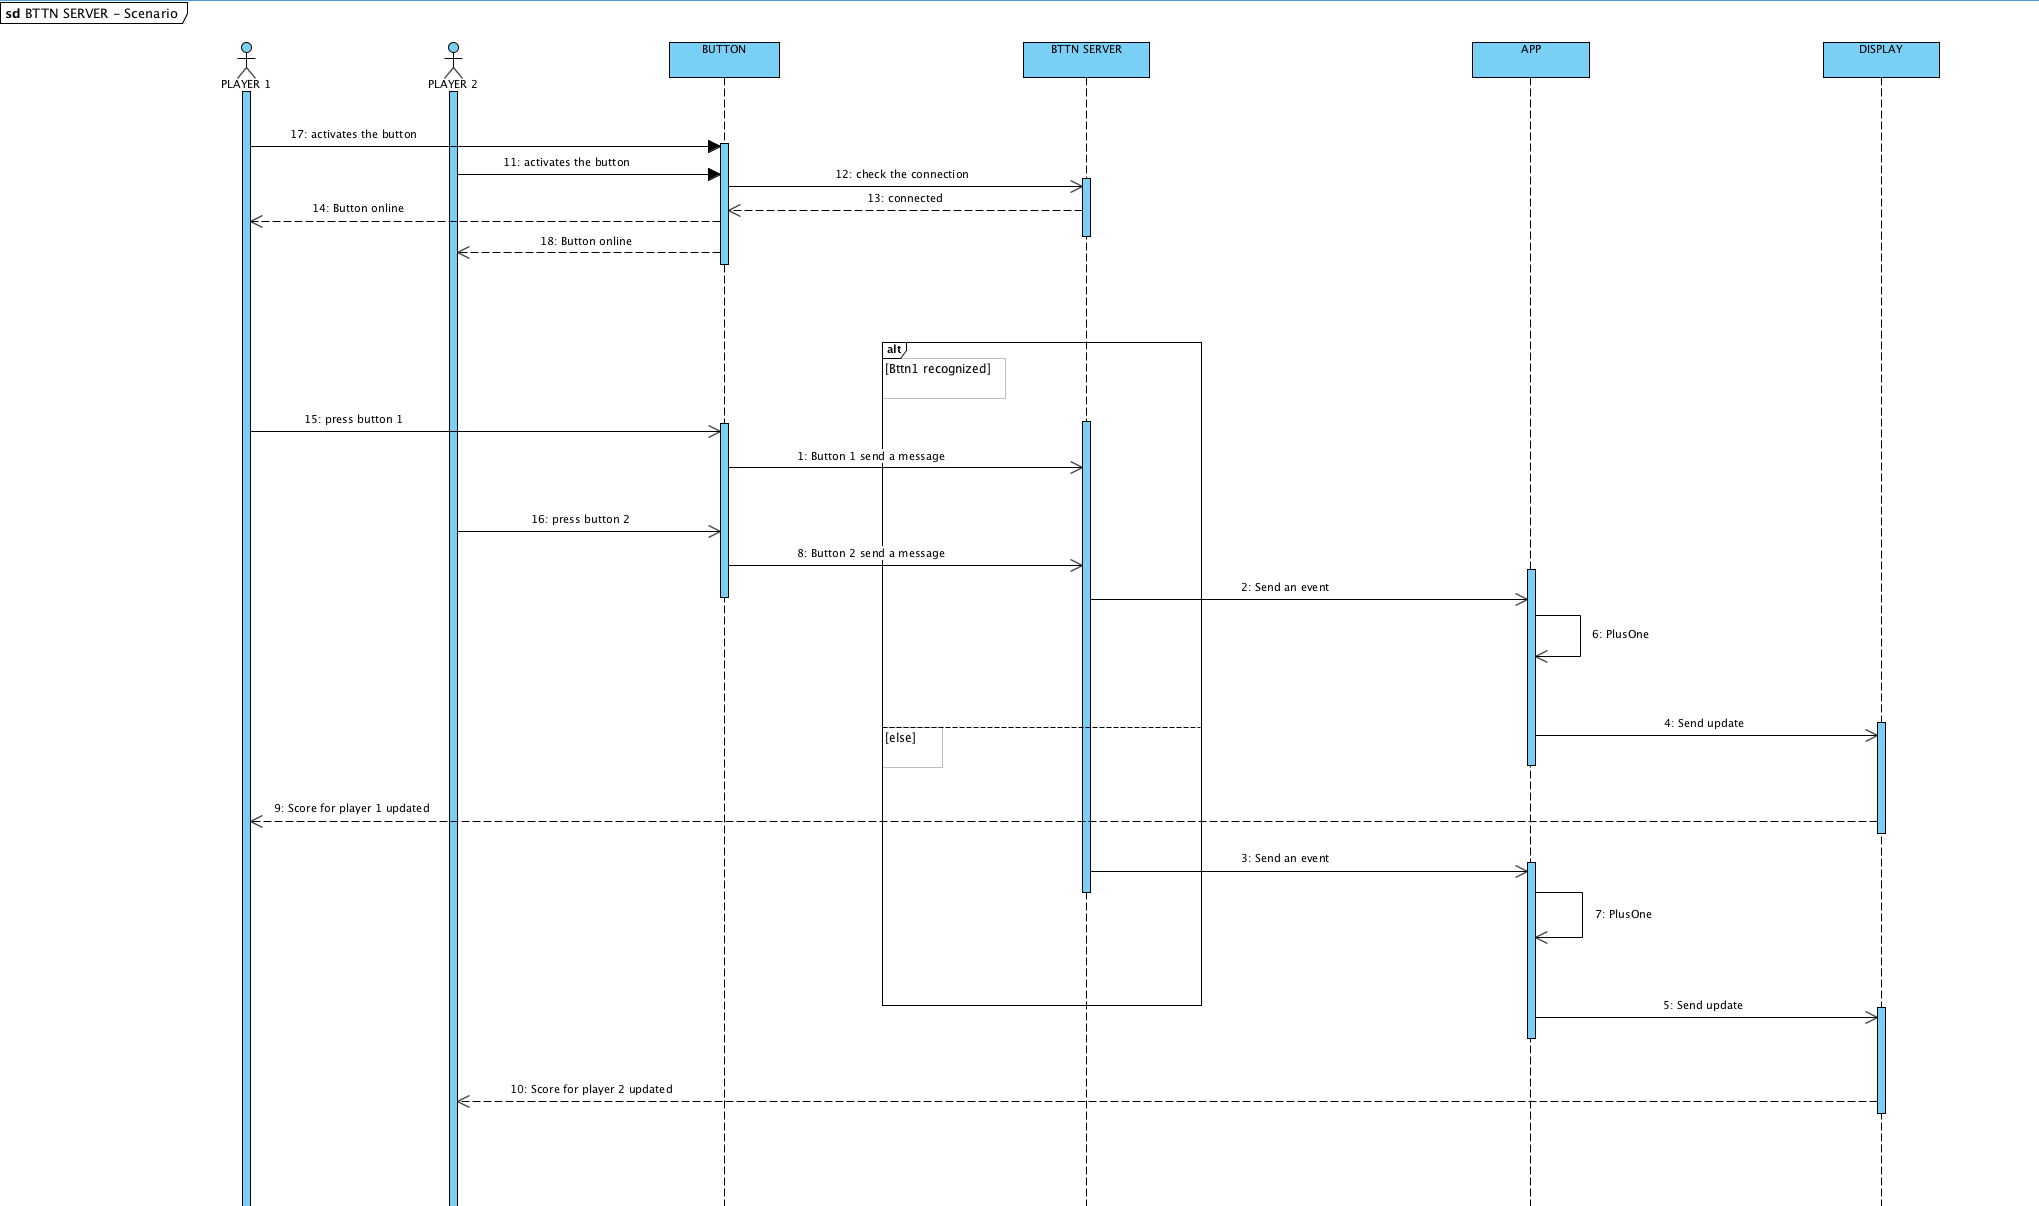 sd BTTN SERVER - Scenario
PLAYER 1
PLAYER 2
BUTTON
BTTN SERVER
APP
DISPLAY
17: activates the button
11: activates the button
12: check the connection
13: connected
14: Button online
18: Button online
alt
[Bttn1 recognized]
15: press button 1
1: Button 1 send a message
16: press button 2
8: Button 2 send a message
2: Send an event
6: PlusOne
4: Send update
[else]
9: Score for player 1 updated
3: Send an event
7: PlusOne
5: Send update
10: Score for player 2 updated